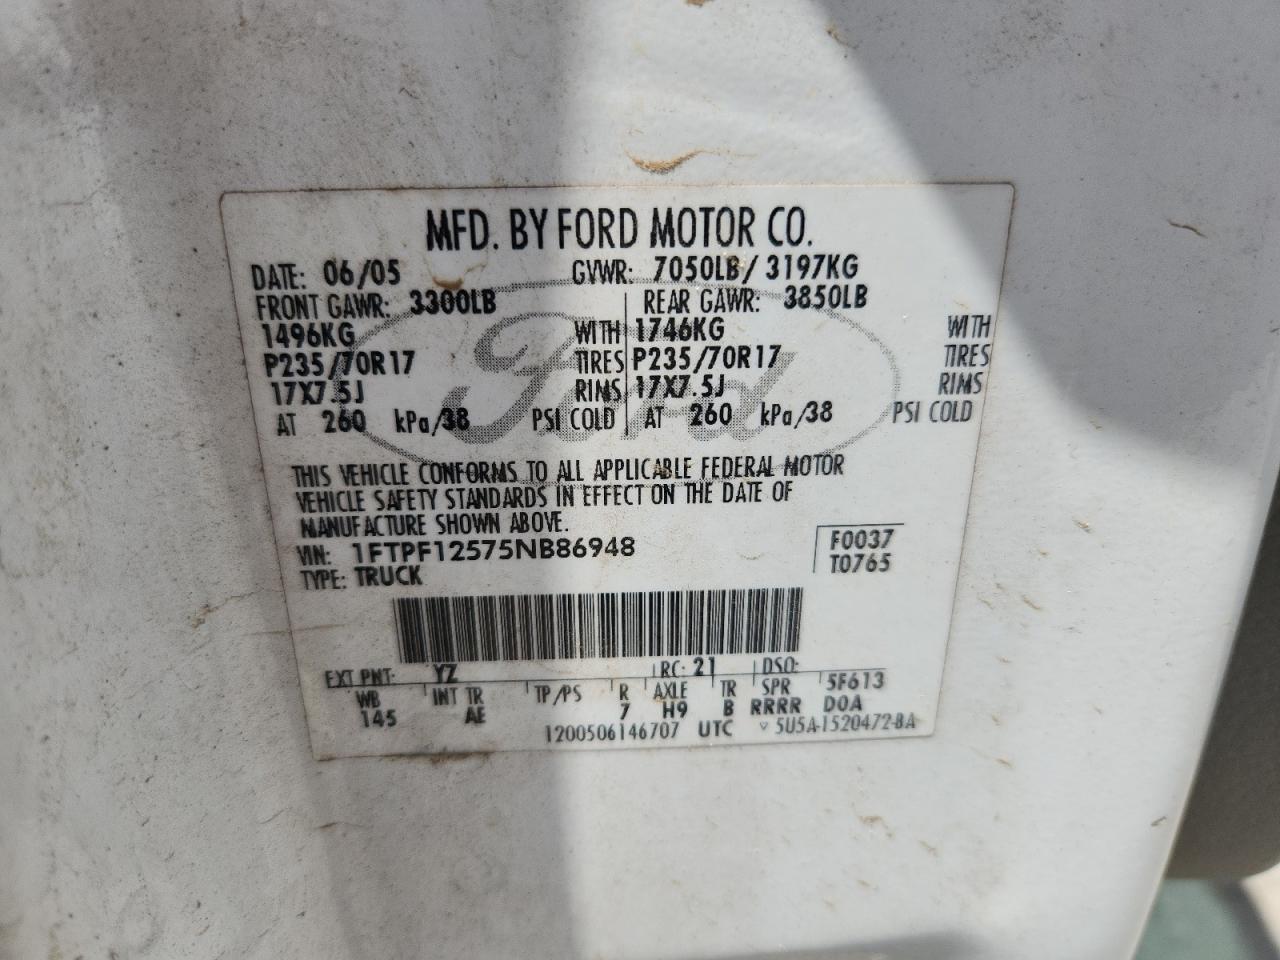 MFD. BY FORD MOTOR CO.
DATE: 06/05 GVWR: 7050LB/ 3197KG
FRONT GAWR: 3300LB REAR GAWR: 3850LB
1496KG WITH 1746KG WITH
P235/70R17 TIRES P235/70R17 TIRES
17X7.5J RIMS 17X7.5J RIMS
AT 260 kPa/38 PSI COLD AT 260 kPa/38 PSI COLD
THIS VEHICLE CONFORMS TO ALL APPLICABLE FEDERAL MOTOR
VEHICLE SAFETY STANDARDS IN EFFECT ON THE DATE OF
MANUFACTURE SHOWN ABOVE.
VIN: 1FTPF12575NB86948 F0037
TYPE: TRUCK T0765
EXT PNT: YZ RC: 21 DSO:
WB INT TR TP/PS R AXLE TR SPR 5F613
145 AE 7 H9 B RRRR DOA
1200506146707 UTC ▽ 5U5A-1520472-BA
Ford